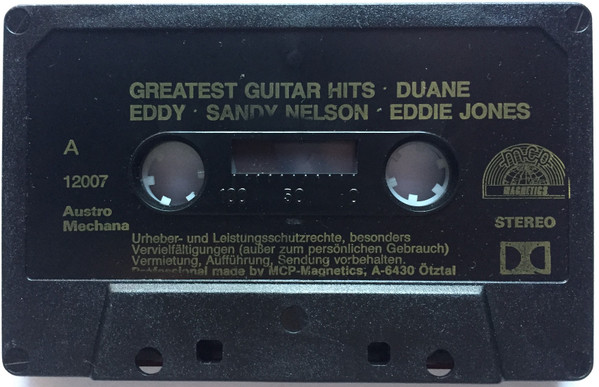 GREATEST GUITAR HITS · DUANE
EDDY · SANDY NELSON · EDDIE JONES
A
12007
MCP
MAGNETICS
Austro
Mechana
100 50 0
STEREO
Urheber- und Leistungsschutzrechte, besonders
Vervielfältigungen (außer zum persönlichen Gebrauch)
Vermietung, Aufführung, Sendung vorbehalten.
Professional made by MCP-Magnetics, A-6430 Ötztal